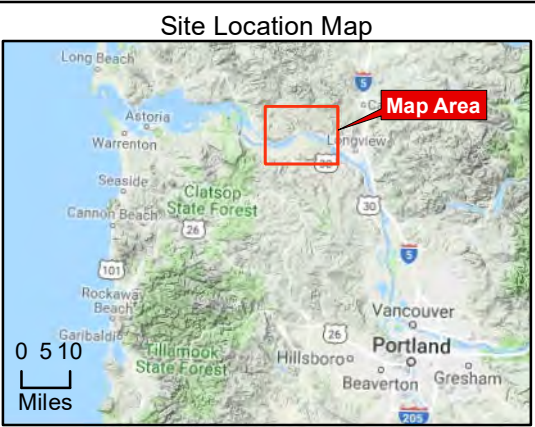 Site Location Map
Long Beach
5
Map Area
Astoria
Warrenton
Longview
30
Seaside
Clatsop
State Forest
Cannon Beach
26
30
101
5
Rockaway
Beach
Vancouver
Garibaldi
26
Portland
0 5 10
Tillamook
State Forest
Hillsboro
Gresham
Beaverton
Miles
205